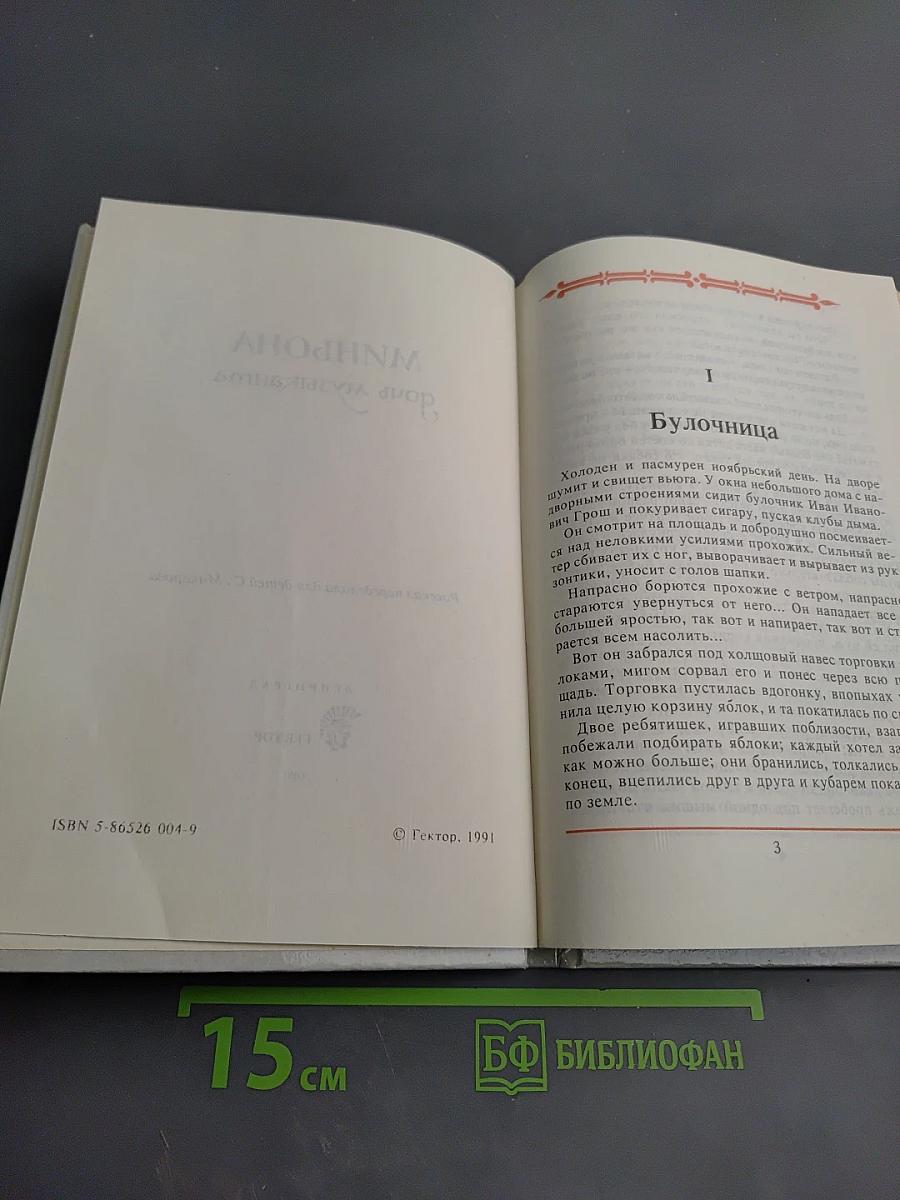 МИНЬОНА
дочь музыканта
ЛЕНИНГРАД
ГЕКТОР
ISBN 5-86526 004-9
© Гектор, 1991
I
Булочница
Холоден и пасмурен ноябрьский день. На дворе
шумит и свищет вьюга. У окна небольшого дома с на-
дворными строениями сидит булочник Иван Ивано-
вич Грош и покуривает сигару, пуская клубы дыма.
Он смотрит на площадь и добродушно посмеивает-
ся над неловкими усилиями прохожих. Сильный ве-
тер сбивает их с ног, выворачивает и вырывает из рук
зонтики, уносит с голов шапки.
Напрасно борются прохожие с ветром, напрасно
стараются увернуться от него... Он нападает все
большей яростью, так вот и напирает, так вот и ст
рается всем насолить...
Вот он забрался под холщовый навес торговки
локами, мигом сорвал его и понес через всю п
щадь. Торговка пустилась вдогонку, впопыхах
нила целую корзину яблок, и та покатилась по с
Двое ребятишек, игравших поблизости, взап
побежали подбирать яблоки; каждый хотел за
как можно больше; они бранились, толкались
конец, вцепились друг в друга и кубарем пока
по земле.
3
15 см
БФ БИБЛИОФАН